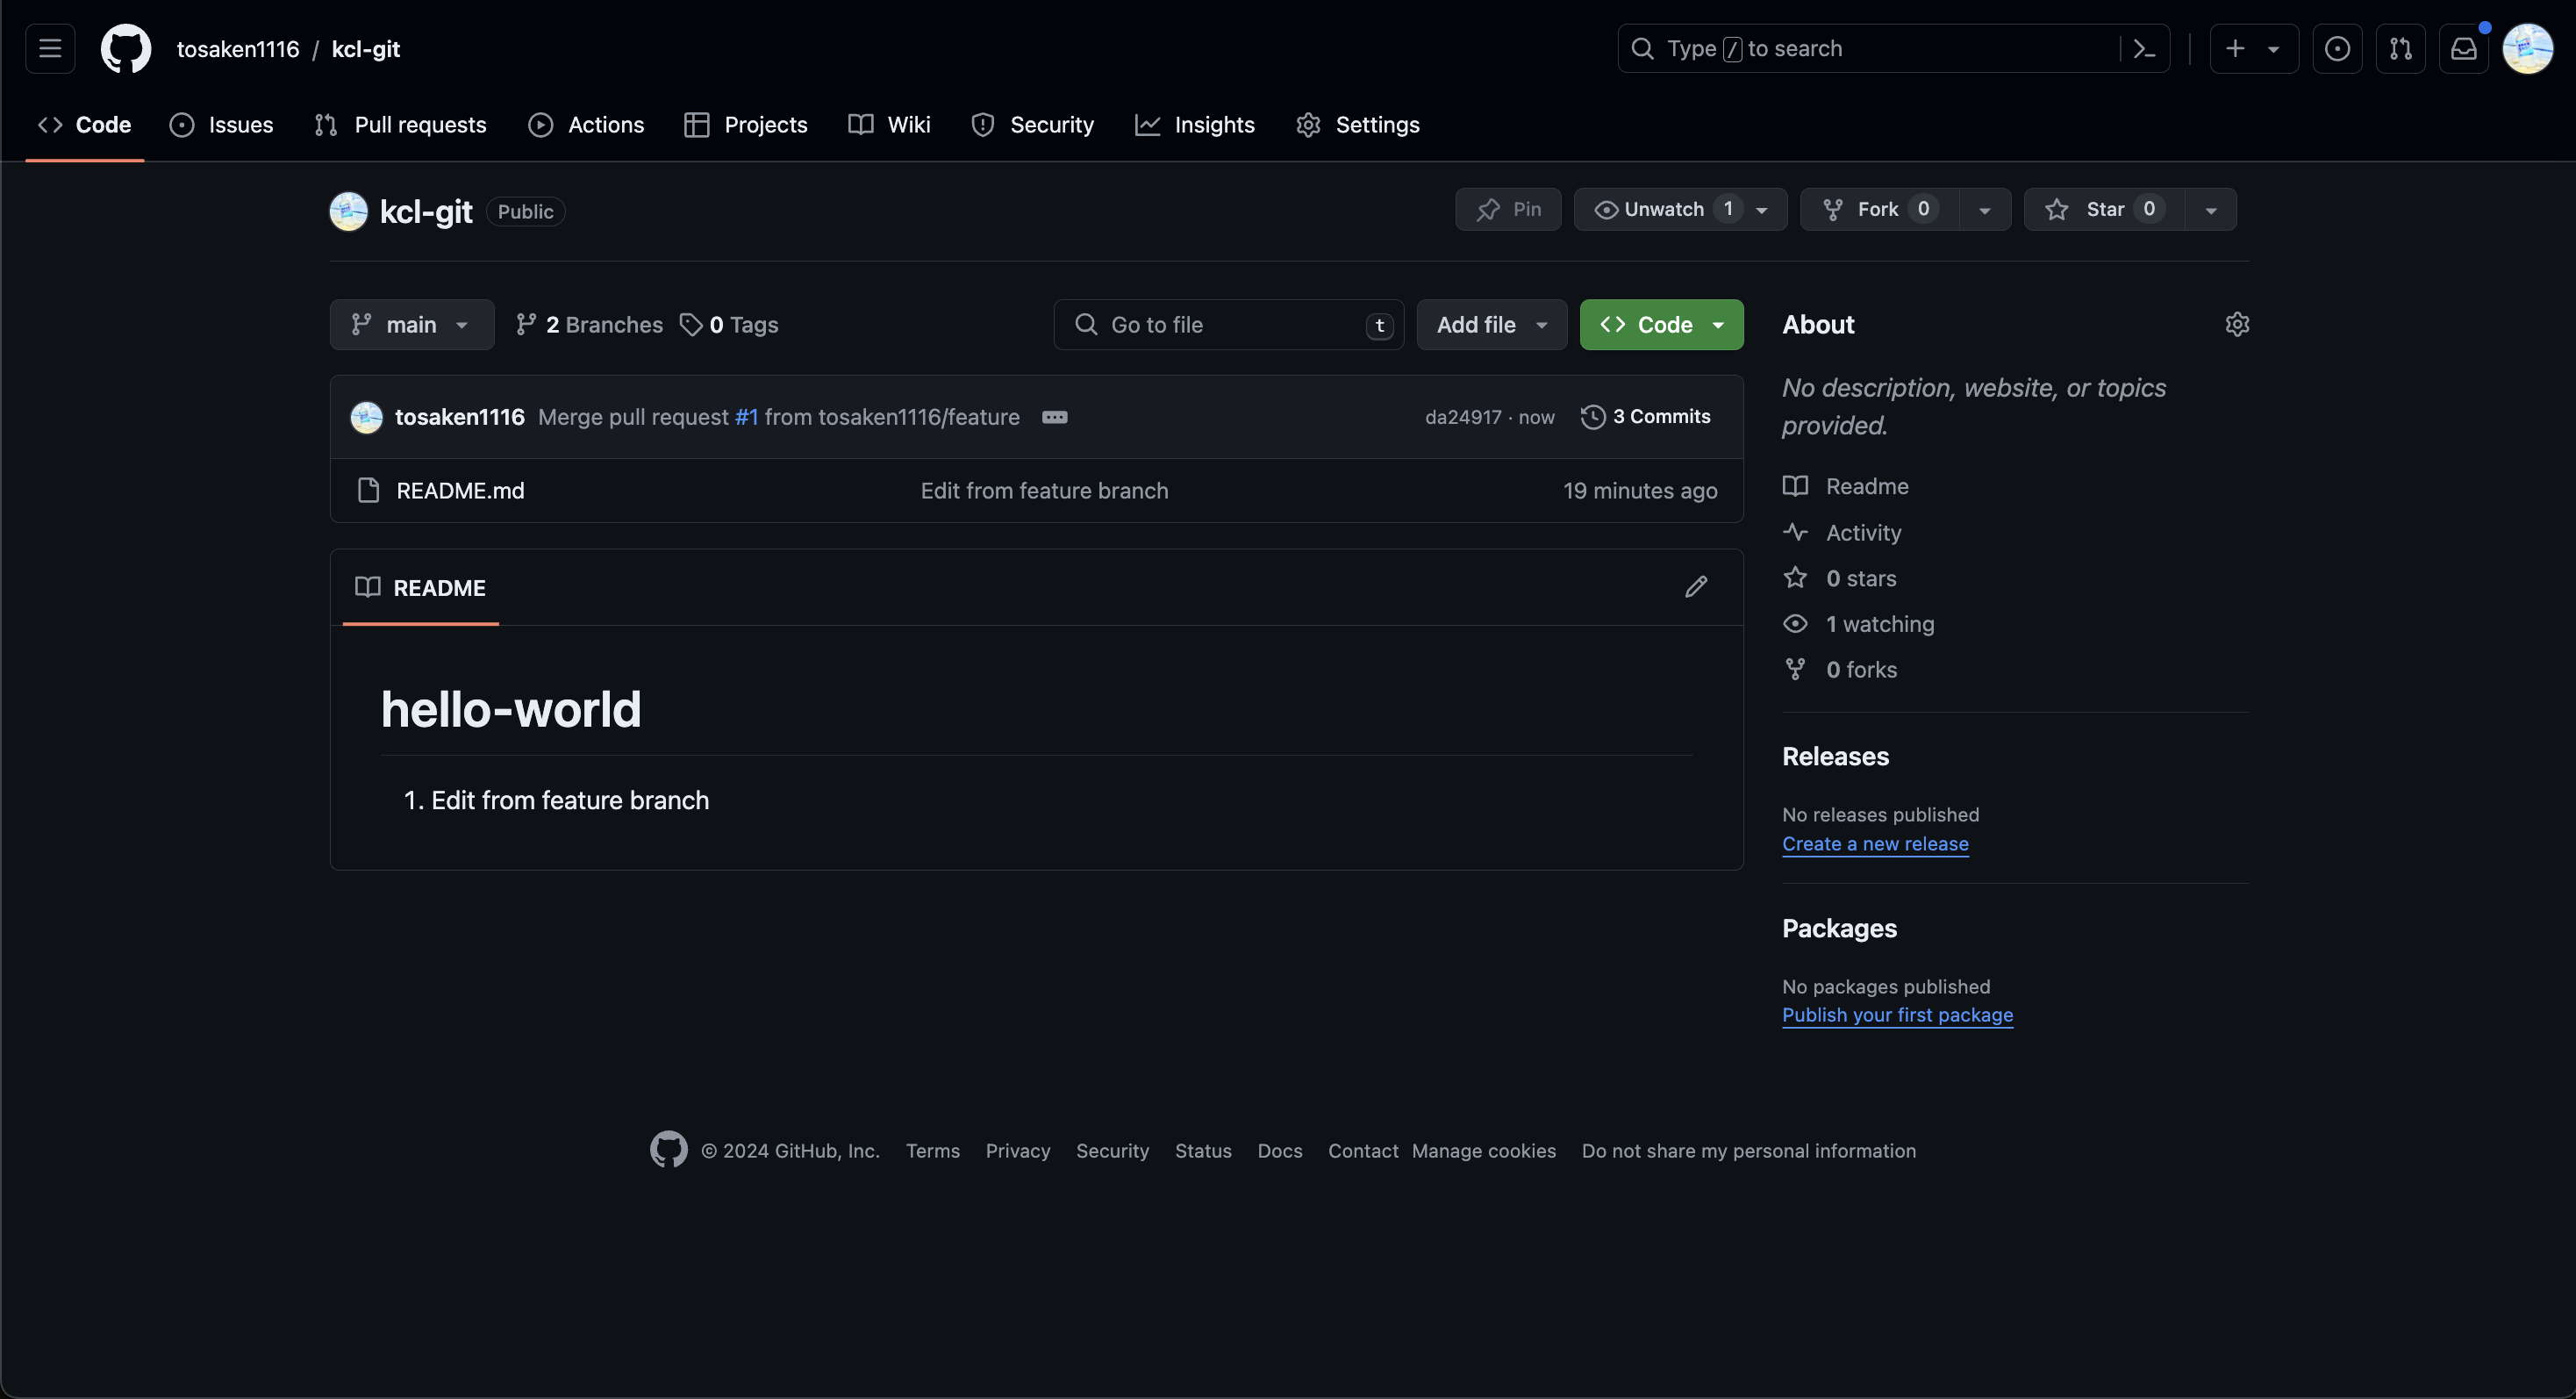 tosaken1116 / kcl-git
Type / to search
Code Issues Pull requests Actions Projects Wiki Security Insights Settings
kcl-git Public
Pin Unwatch 1 Fork 0 Star 0
main 2 Branches 0 Tags Go to file t Add file Code
tosaken1116 Merge pull request #1 from tosaken1116/feature da24917 · now 3 Commits
README.md Edit from feature branch 19 minutes ago
README
hello-world
1. Edit from feature branch
About
No description, website, or topics
provided.
Readme
Activity
0 stars
1 watching
0 forks
Releases
No releases published
Create a new release
Packages
No packages published
Publish your first package
© 2024 GitHub, Inc. Terms Privacy Security Status Docs Contact Manage cookies Do not share my personal information